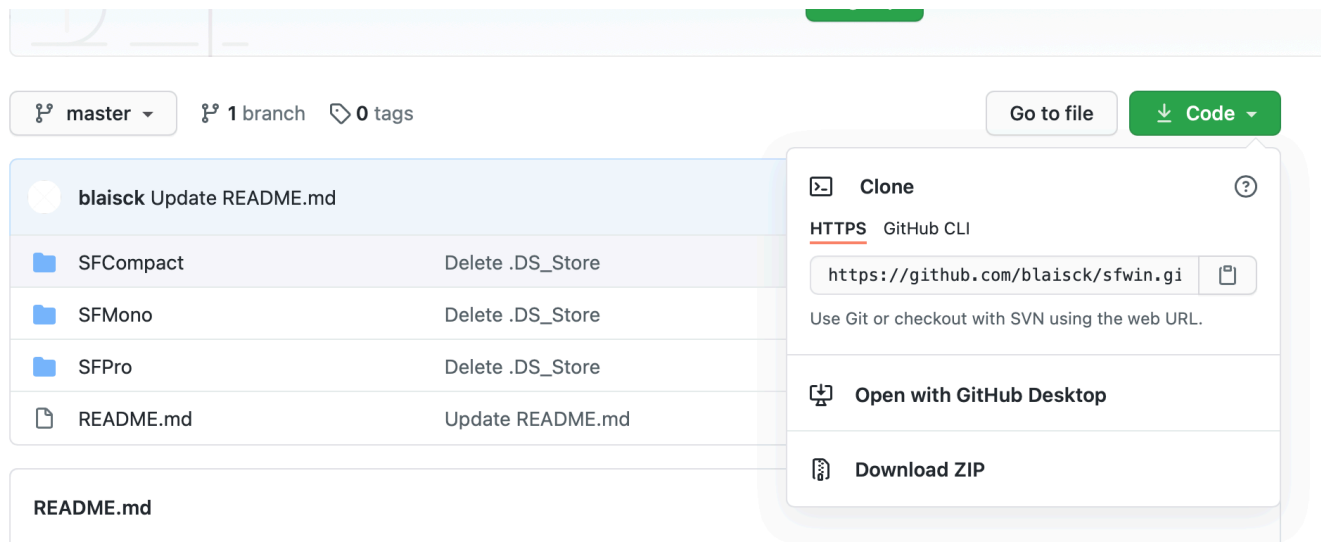 master
1 branch
0 tags
Go to file
Code
blaisck Update README.md
SFCompact Delete .DS_Store
SFMono Delete .DS_Store
SFPro Delete .DS_Store
README.md Update README.md
README.md
Clone
HTTPS GitHub CLI
https://github.com/blaisck/sfwin.gi
Use Git or checkout with SVN using the web URL.
Open with GitHub Desktop
Download ZIP